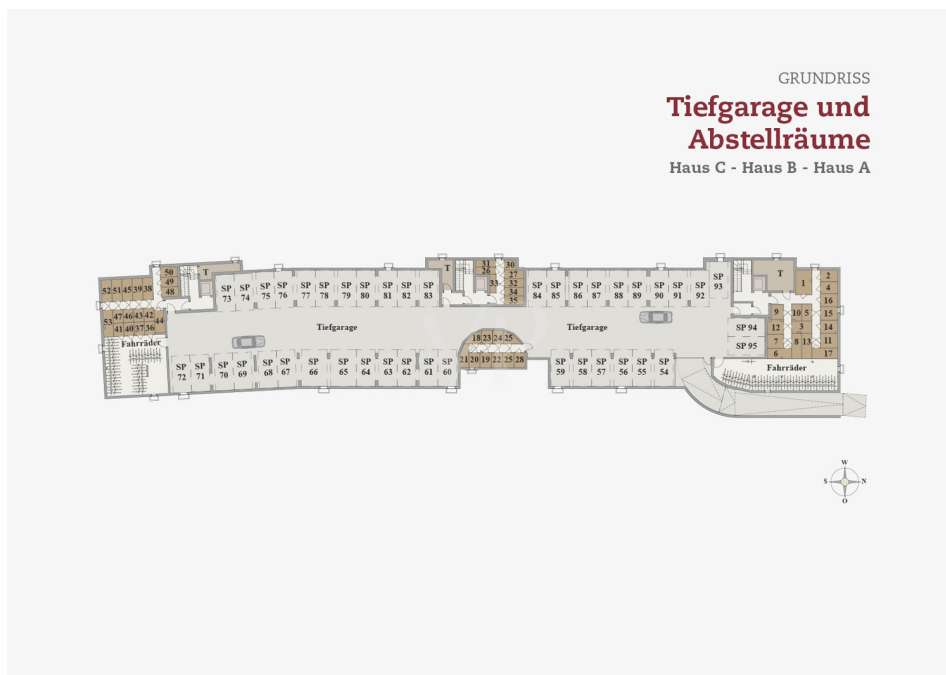 GRUNDRISS
Tiefgarage und
Abstellräume
Haus C - Haus B - Haus A
50
49
48
T
52 51 45 39 38
53
47 46 43 42
44
41 40 37 36
Fahrräder
SP 73
SP 74
SP 75
SP 76
SP 77
SP 78
SP 79
SP 80
SP 81
SP 82
SP 83
T
31
26
33
30
27
32
34
35
SP 84
SP 85
SP 86
SP 87
SP 88
SP 89
SP 90
SP 91
SP 92
SP 93
T
1
2
4
16
9
10 5
15
12
3
14
7
8 13
11
6
17
SP 94
SP 95
Tiefgarage
Tiefgarage
18 23 24 25
21 20 19 22 25 28
SP 72
SP 71
SP 70
SP 69
SP 68
SP 67
SP 66
SP 65
SP 64
SP 63
SP 62
SP 61
SP 60
SP 59
SP 58
SP 57
SP 56
SP 55
SP 54
Fahrräder
W
S
N
O